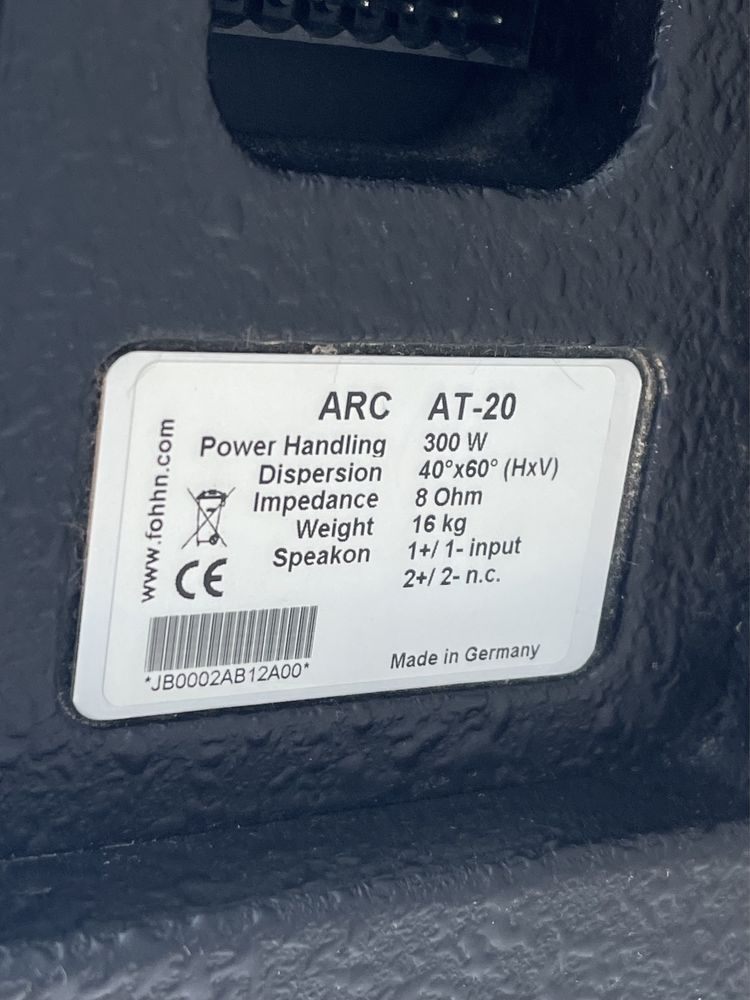 ARC AT-20
Power Handling 300 W
Dispersion 40°x60° (HxV)
Impedance 8 Ohm
Weight 16 kg
Speakon 1+/ 1- input
2+/ 2- n.c.
www.fohhn.com
CE
*JB0002AB12A00*
Made in Germany